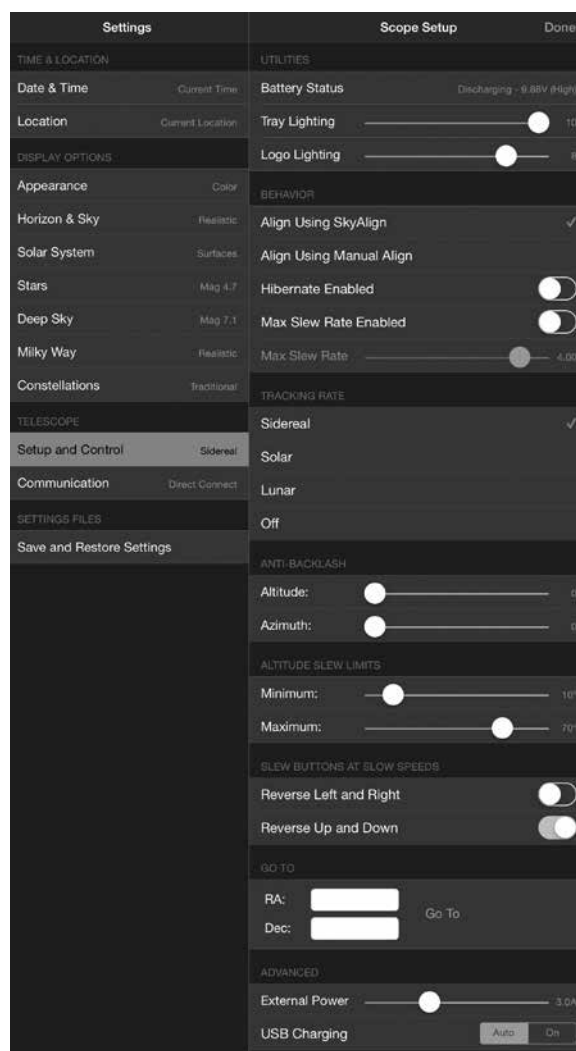 Settings
TIME & LOCATION
Date & Time Current Time
Location Current Location
DISPLAY OPTIONS
Appearance Color
Horizon & Sky Realistic
Solar System Surfaces
Stars Mag 4.7
Deep Sky Mag 7.1
Milky Way Realistic
Constellations Traditional
TELESCOPE
Setup and Control Sidereal
Communication Direct Connect
SETTINGS FILES
Save and Restore Settings
Scope Setup Done
UTILITIES
Battery Status Discharging - 9.88V (High)
Tray Lighting 10
Logo Lighting 8
BEHAVIOR
Align Using SkyAlign ✓
Align Using Manual Align
Hibernate Enabled
Max Slew Rate Enabled
Max Slew Rate 4.00
TRACKING RATE
Sidereal ✓
Solar
Lunar
Off
ANTI-BACKLASH
Altitude: 0
Azimuth: 0
ALTITUDE SLEW LIMITS
Minimum: 10°
Maximum: 70°
SLEW BUTTONS AT SLOW SPEEDS
Reverse Left and Right
Reverse Up and Down
GO TO
RA:
Go To
Dec:
ADVANCED
External Power 3.0A
USB Charging Auto On